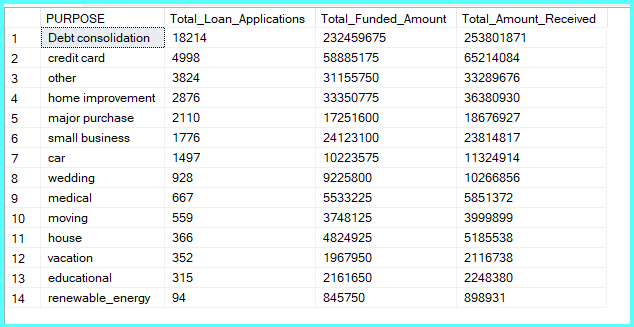 PURPOSE Total_Loan_Applications Total_Funded_Amount Total_Amount_Received
1 Debt consolidation 18214 232459675 253801871
2 credit card 4998 58885175 65214084
3 other 3824 31155750 33289676
4 home improvement 2876 33350775 36380930
5 major purchase 2110 17251600 18676927
6 small business 1776 24123100 23814817
7 car 1497 10223575 11324914
8 wedding 928 9225800 10266856
9 medical 667 5533225 5851372
10 moving 559 3748125 3999899
11 house 366 4824925 5185538
12 vacation 352 1967950 2116738
13 educational 315 2161650 2248380
14 renewable_energy 94 845750 898931